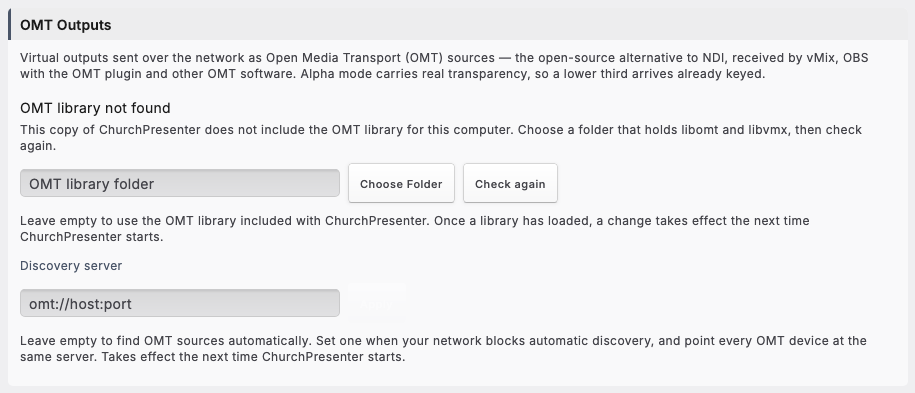 OMT Outputs
Virtual outputs sent over the network as Open Media Transport (OMT) sources — the open-source alternative to NDI, received by vMix, OBS
with the OMT plugin and other OMT software. Alpha mode carries real transparency, so a lower third arrives already keyed.
OMT library not found
This copy of ChurchPresenter does not include the OMT library for this computer. Choose a folder that holds libomt and libvmx, then check
again.
OMT library folder
Choose Folder
Check again
Leave empty to use the OMT library included with ChurchPresenter. Once a library has loaded, a change takes effect the next time
ChurchPresenter starts.
Discovery server
omt://host:port
Leave empty to find OMT sources automatically. Set one when your network blocks automatic discovery, and point every OMT device at the
same server. Takes effect the next time ChurchPresenter starts.